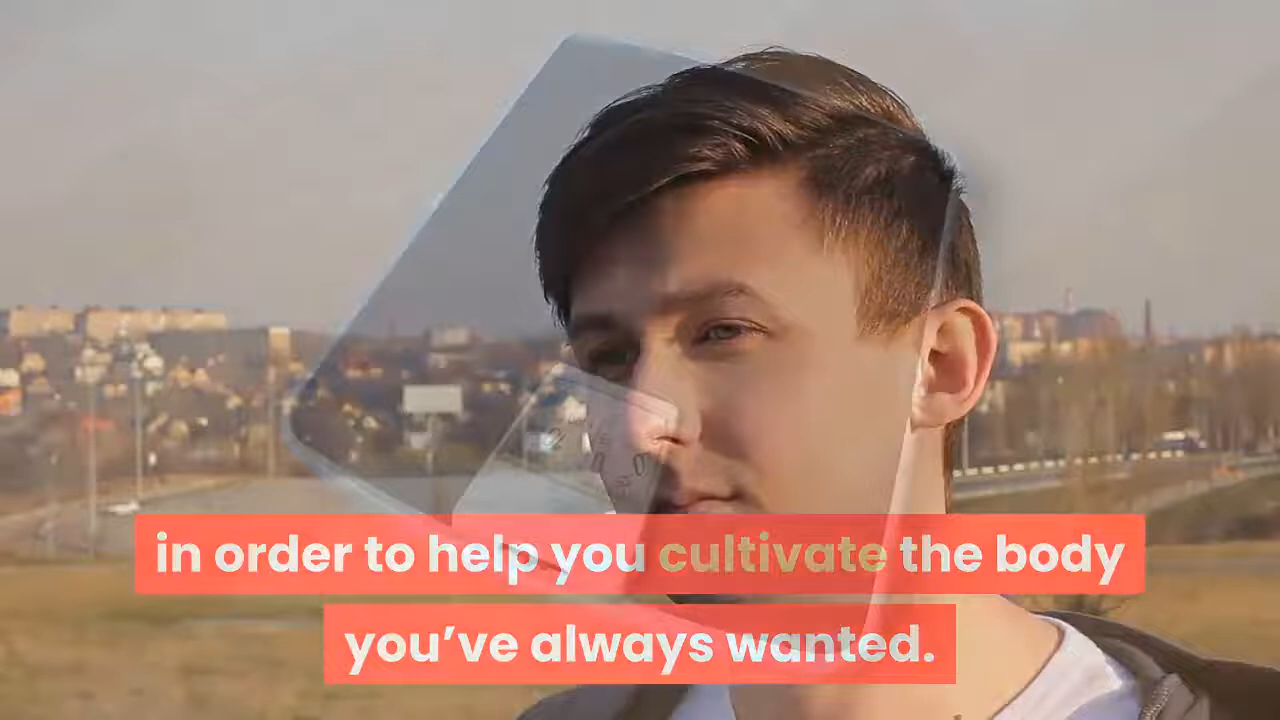 in order to help you cultivate the body
you’ve always wanted.